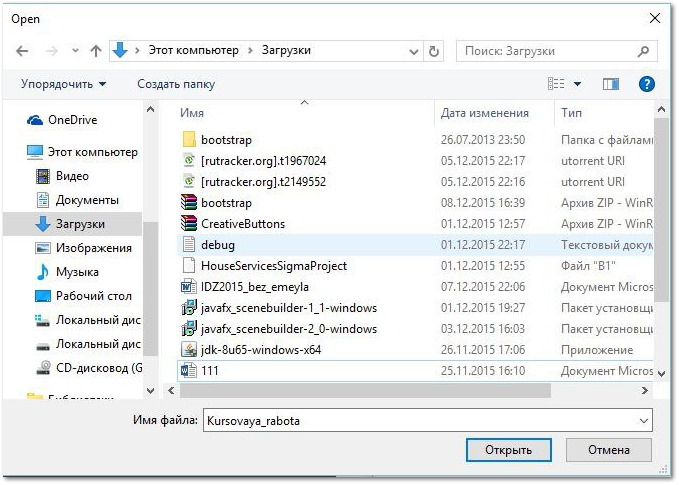 Open
Этот компьютер
Загрузки
Поиск: Загрузки
Упорядочить
Создать папку
OneDrive
Этот компьютер
Видео
Документы
Загрузки
Изображения
Музыка
Рабочий стол
Локальный дис
Локальный дис
CD-дисковод (G
Библиотеки
Имя Дата изменения Тип
bootstrap 26.07.2013 23:50 Папка с файлами
[rutracker.org].t1967024 05.12.2015 22:17 utorrent URI
[rutracker.org].t2149552 05.12.2015 22:16 utorrent URI
bootstrap 08.12.2015 16:39 Архив ZIP - WinR
CreativeButtons 01.12.2015 12:57 Архив ZIP - WinR
debug 01.12.2015 22:17 Текстовый докум
HouseServicesSigmaProject 01.12.2015 12:55 Файл "B1"
IDZ2015_bez_emeyla 07.12.2015 22:06 Документ Micros
javafx_scenebuilder-1_1-windows 01.12.2015 19:27 Пакет установщи
javafx_scenebuilder-2_0-windows 03.12.2015 16:03 Пакет установщи
jdk-8u65-windows-x64 26.11.2015 17:06 Приложение
111 25.11.2015 16:10 Документ Micros
Имя файла: Kursovaya_rabota
Открыть Отмена